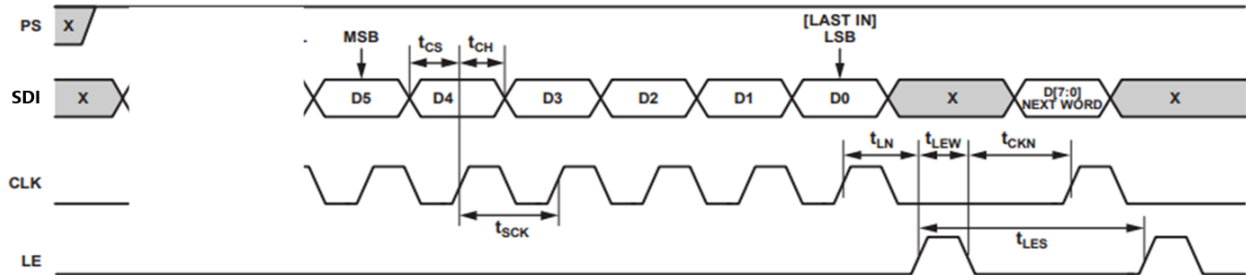 PS
X
[LAST IN]
MSB
LSB
tCS
tCH
SDI
X
D5
D4
D3
D2
D1
D0
X
D[7:0]
NEXT WORD
X
tLN
tLEW
tCKN
CLK
tSCK
tLES
LE